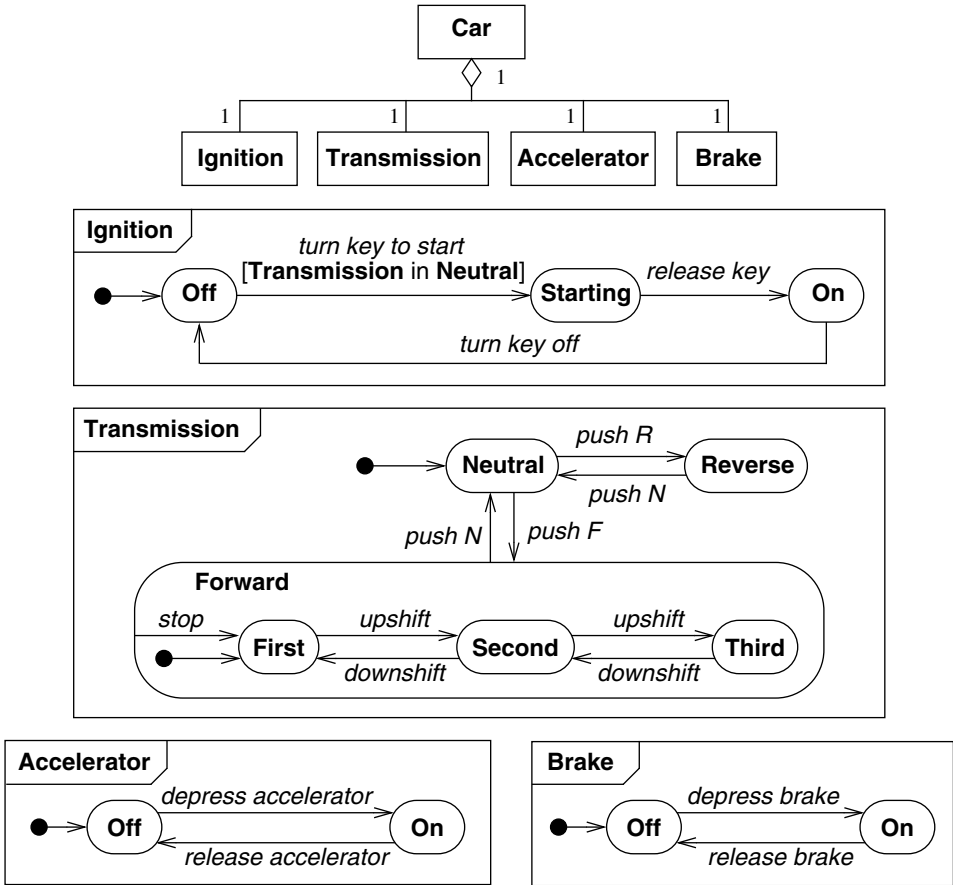 Car
1
1 1 1 1
Ignition Transmission Accelerator Brake
Ignition
turn key to start
[Transmission in Neutral]
release key
Off Starting On
turn key off
Transmission
push R
Neutral Reverse
push N
push N push F
Forward
stop upshift upshift
First Second Third
downshift downshift
Accelerator
depress accelerator
Off On
release accelerator
Brake
depress brake
Off On
release brake